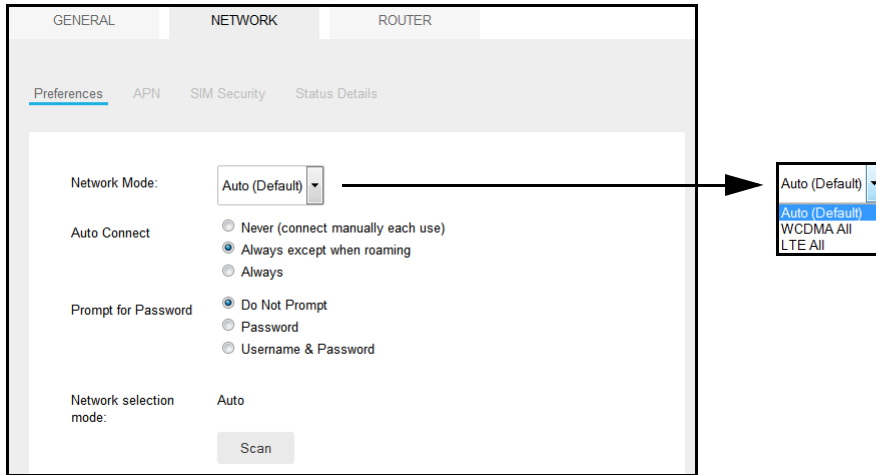 GENERAL NETWORK ROUTER
Preferences APN SIM Security Status Details
Network Mode: Auto (Default)
Auto (Default)
Auto (Default)
WCDMA All
LTE All
Auto Connect
Never (connect manually each use)
Always except when roaming
Always
Prompt for Password
Do Not Prompt
Password
Username & Password
Network selection
mode:
Auto
Scan